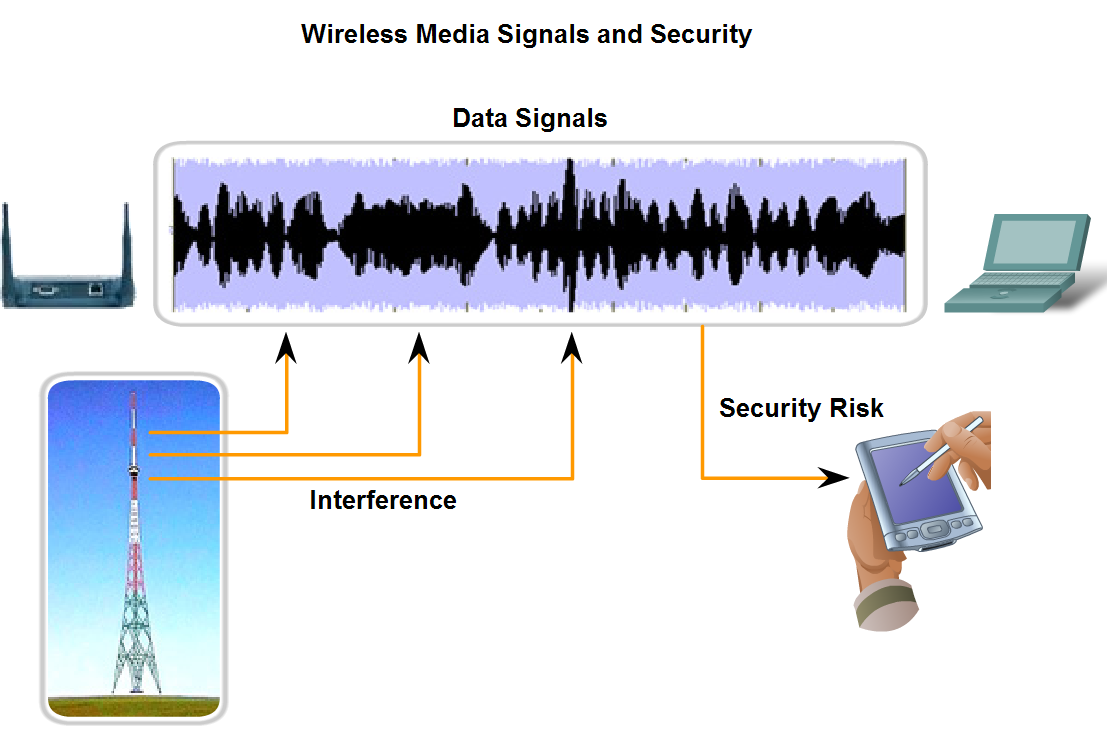 Wireless Media Signals and Security
Data Signals
Security Risk
Interference